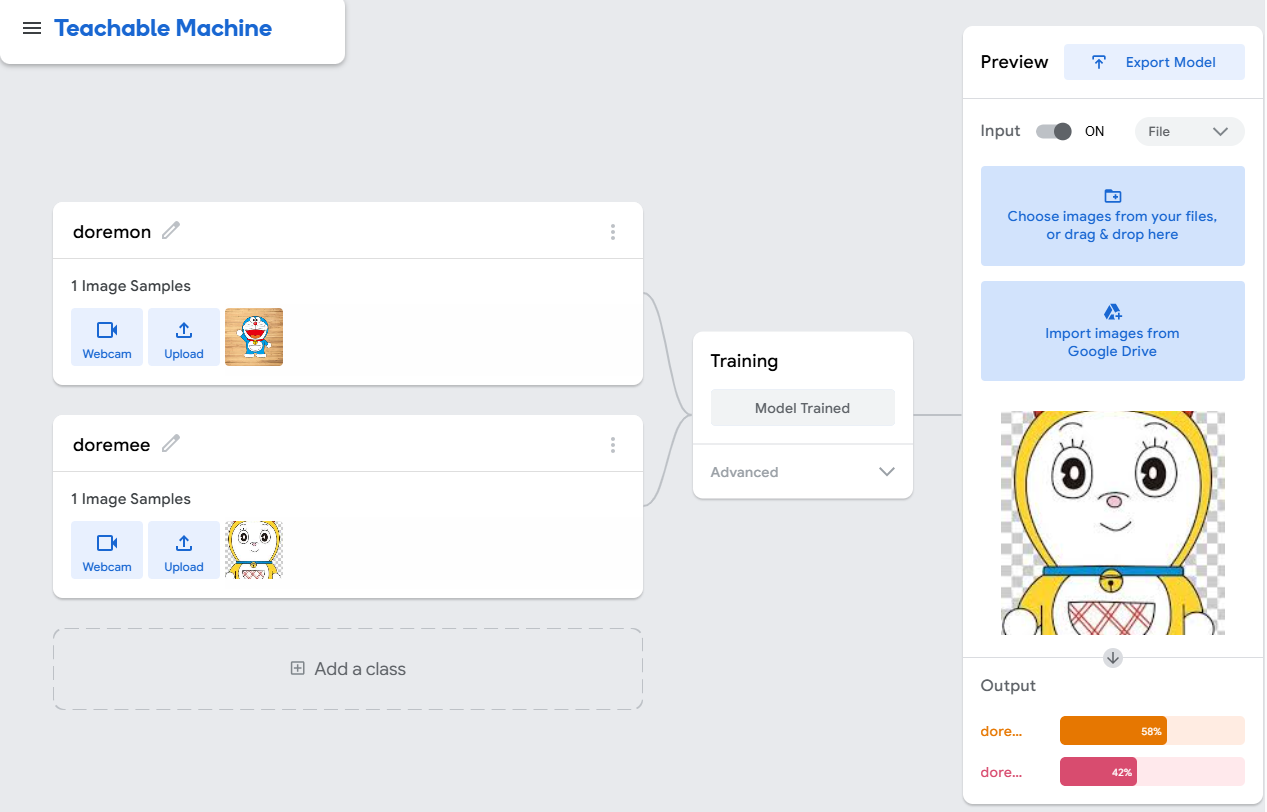 Teachable Machine
doremon
1 Image Samples
Webcam
Upload
doremee
1 Image Samples
Webcam
Upload
Add a class
Training
Model Trained
Advanced
Preview
Export Model
Input
ON
File
Choose images from your files,
or drag & drop here
Import images from
Google Drive
Output
dore...
58%
dore...
42%